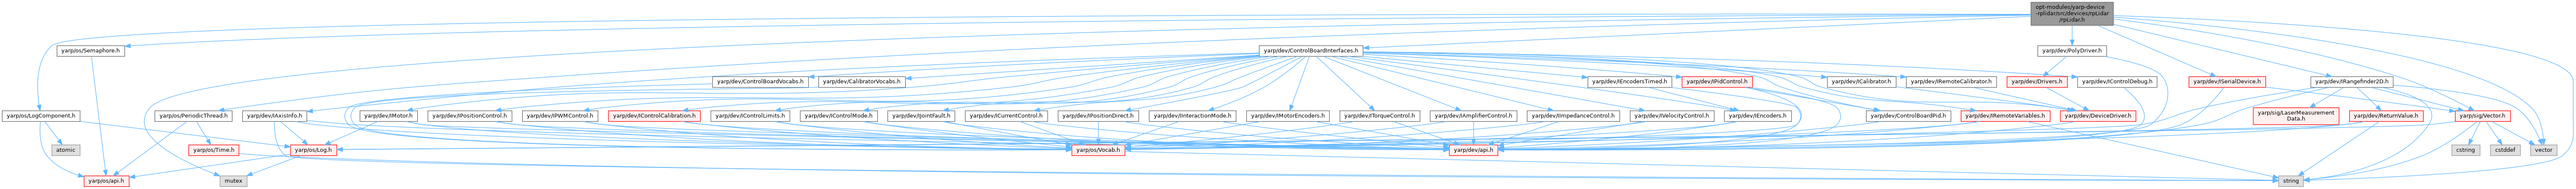 opt-modules/yarp-device
-rplidar/src/devices/rpLidar
/rpLidar.h
yarp/os/Semaphore.h
yarp/dev/ControlBoardInterfaces.h
yarp/dev/PolyDriver.h
yarp/dev/ControlBoardVocabs.h
yarp/dev/CalibratorVocabs.h
yarp/dev/IEncodersTimed.h
yarp/dev/IPidControl.h
yarp/dev/ICalibrator.h
yarp/dev/IRemoteCalibrator.h
yarp/dev/Drivers.h
yarp/dev/IControlDebug.h
yarp/dev/ISerialDevice.h
yarp/dev/IRangefinder2D.h
yarp/os/LogComponent.h
yarp/os/PeriodicThread.h
yarp/dev/IAxisInfo.h
yarp/dev/IMotor.h
yarp/dev/IPositionControl.h
yarp/dev/IPWMControl.h
yarp/dev/IControlCalibration.h
yarp/dev/IControlLimits.h
yarp/dev/IControlMode.h
yarp/dev/IJointFault.h
yarp/dev/ICurrentControl.h
yarp/dev/IPositionDirect.h
yarp/dev/IInteractionMode.h
yarp/dev/IMotorEncoders.h
yarp/dev/ITorqueControl.h
yarp/dev/IAmplifierControl.h
yarp/dev/IImpedanceControl.h
yarp/dev/IVelocityControl.h
yarp/dev/IEncoders.h
yarp/dev/ControlBoardPid.h
yarp/dev/IRemoteVariables.h
yarp/dev/DeviceDriver.h
yarp/sig/LaserMeasurement
Data.h
yarp/dev/ReturnValue.h
yarp/sig/Vector.h
atomic
yarp/os/Time.h
yarp/os/Log.h
yarp/os/Vocab.h
yarp/dev/api.h
cstring
cstddef
vector
yarp/os/api.h
mutex
string